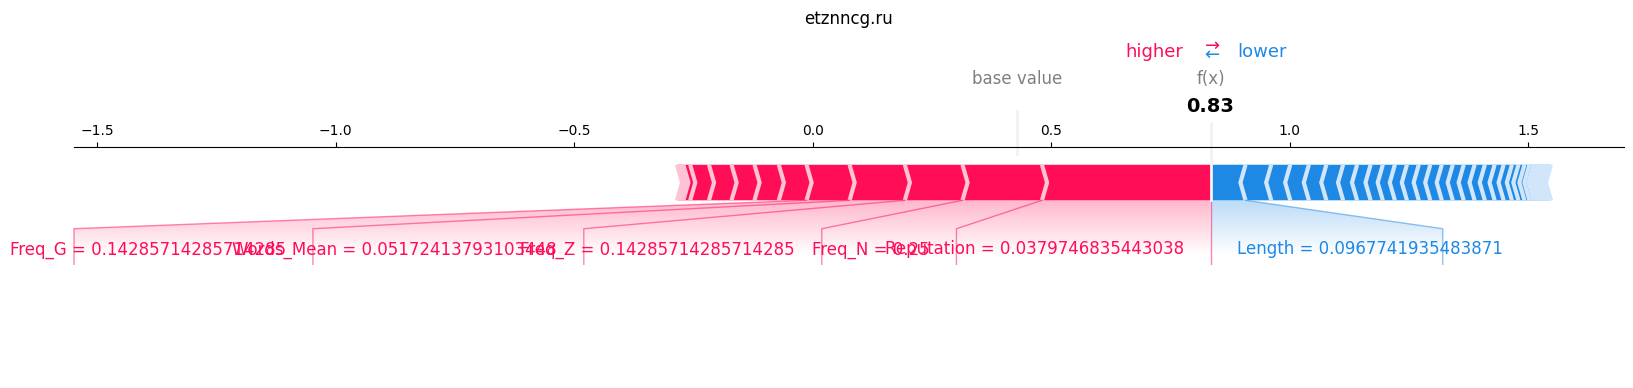 etznncg.ru
higher → ← lower
base value f(x)
0.83
−1.5 −1.0 −0.5 0.0 0.5 1.0 1.5
Freq_G = 0.14285714285714285 Words_Mean = 0.05172413793103448 Freq_Z = 0.14285714285714285 Freq_N = 0.25 Reputation = 0.0379746835443038 Length = 0.0967741935483871